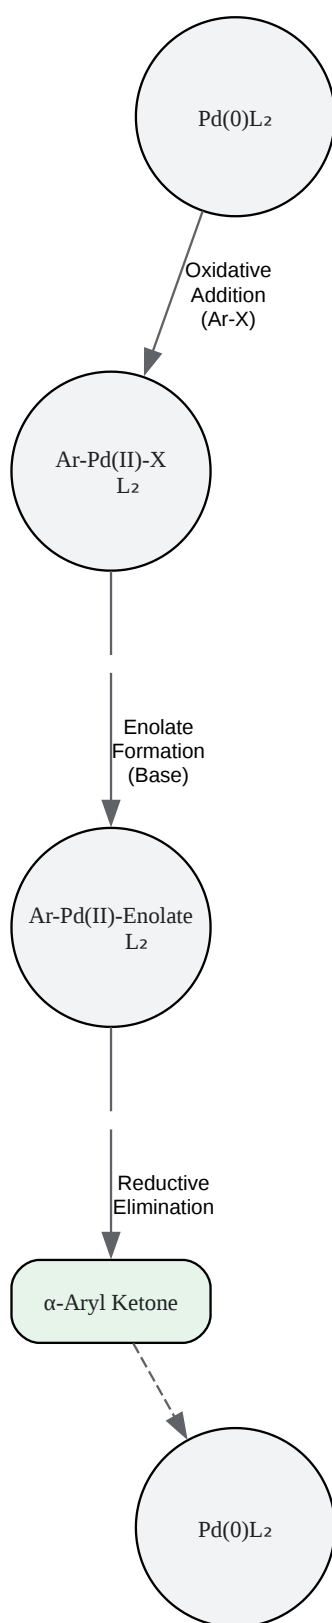 Pd(0)L₂
Oxidative
Addition
(Ar-X)
Ar-Pd(II)-X
L₂
Enolate
Formation
(Base)
Ar-Pd(II)-Enolate
L₂
Reductive
Elimination
α-Aryl Ketone
Pd(0)L₂